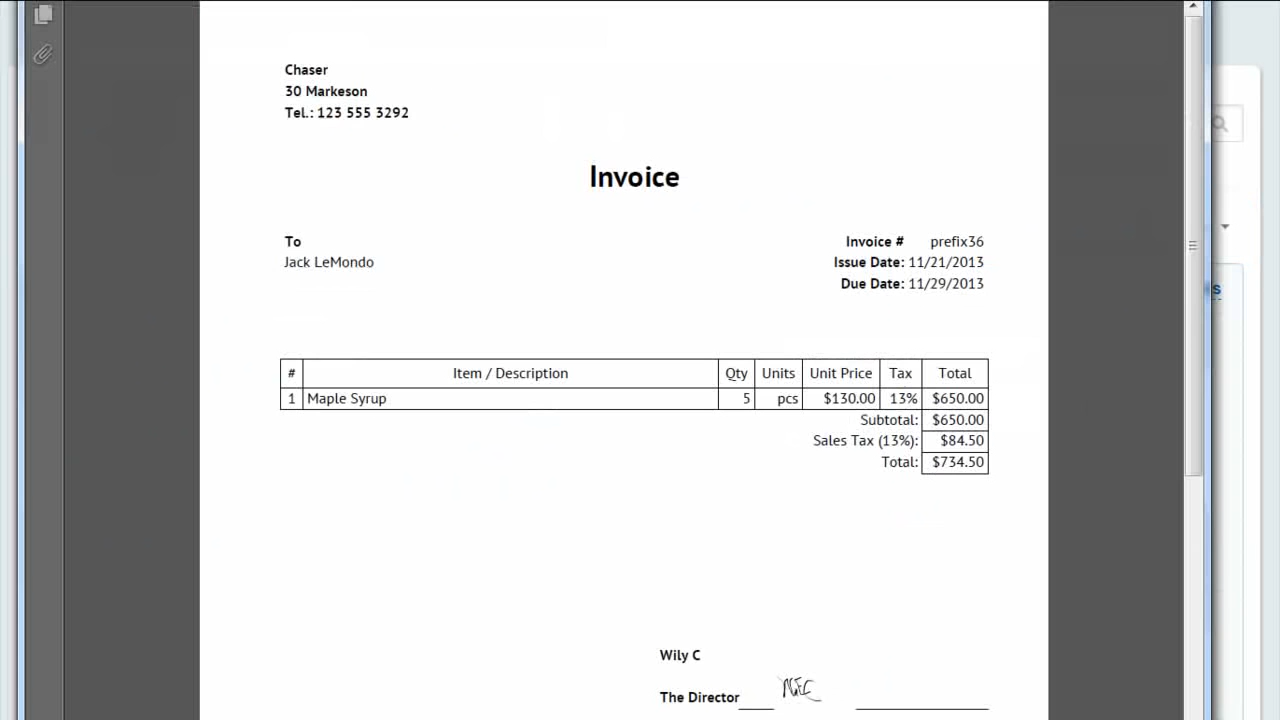 Chaser
30 Markeson
Tel.: 123 555 3292
Invoice
To
Jack LeMondo
Invoice # prefix36
Issue Date: 11/21/2013
Due Date: 11/29/2013
# Item / Description Qty Units Unit Price Tax Total
1 Maple Syrup 5 pcs $130.00 13% $650.00
Subtotal: $650.00
Sales Tax (13%): $84.50
Total: $734.50
Wily C
The Director